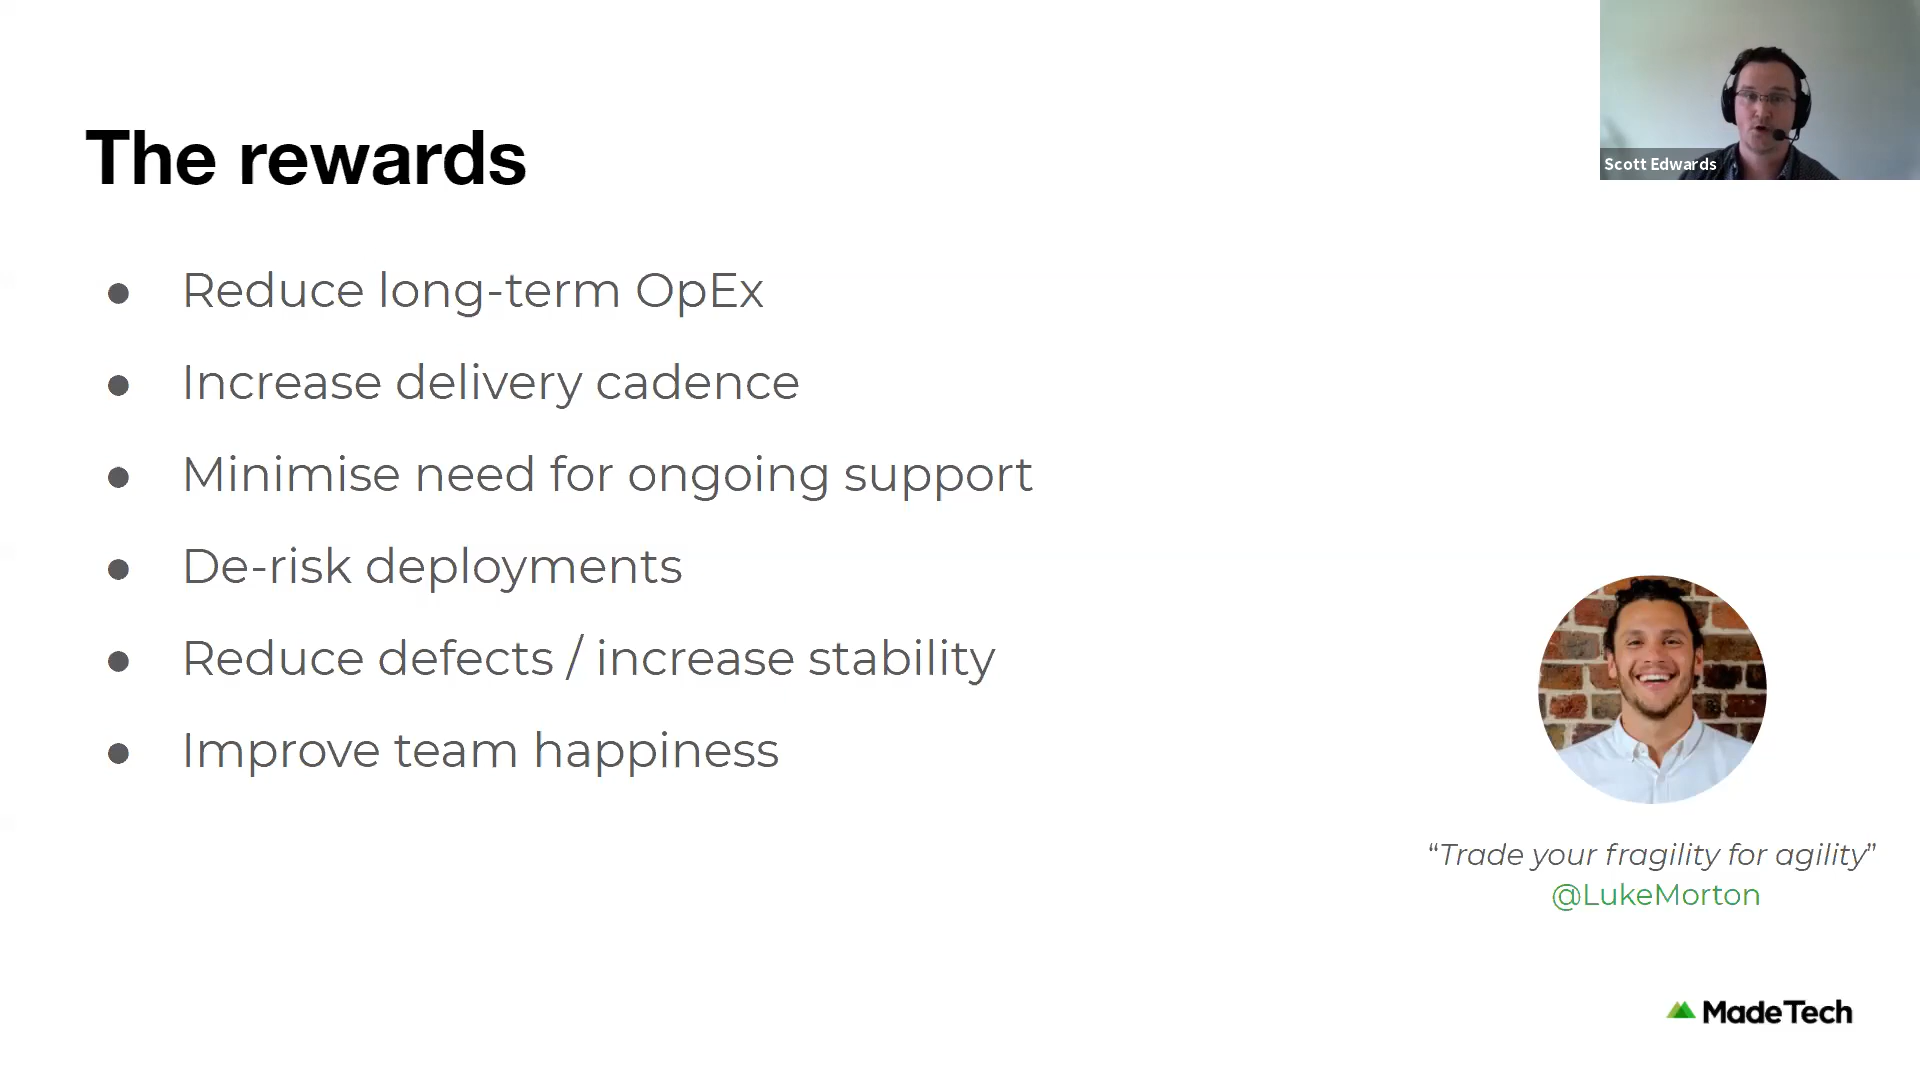 Scott Edwards
The rewards
● Reduce long-term OpEx
● Increase delivery cadence
● Minimise need for ongoing support
● De-risk deployments
● Reduce defects / increase stability
● Improve team happiness
“Trade your fragility for agility”
@LukeMorton
MadeTech